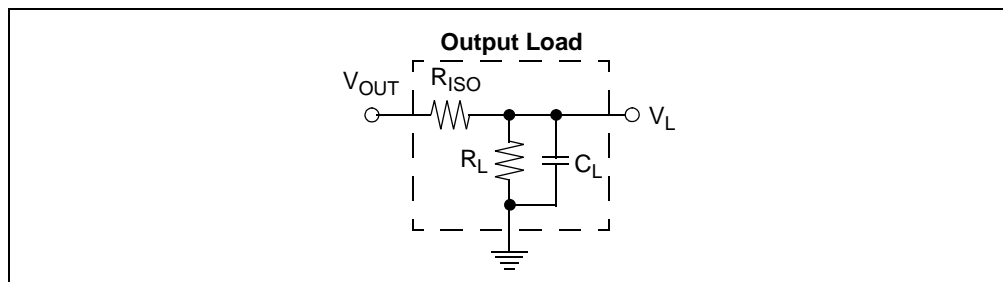 Output Load
V_OUT
R_ISO
V_L
R_L
C_L